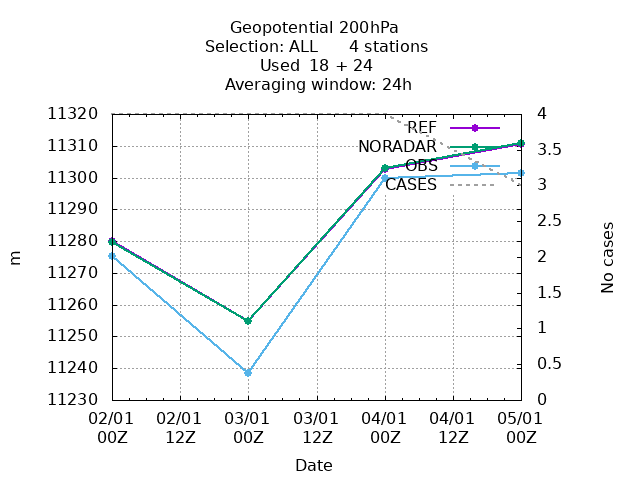 Geopotential 200hPa
Selection: ALL      4 stations
Used  18 + 24
Averaging window: 24h
11320
11310
11300
11290
11280
11270
11260
11250
11240
11230
m
4
3.5
3
2.5
2
1.5
1
0.5
0
No cases
REF
NORADAR
OBS
CASES
02/01 02/01 03/01 03/01 04/01 04/01 05/01
00Z 12Z 00Z 12Z 00Z 12Z 00Z
Date